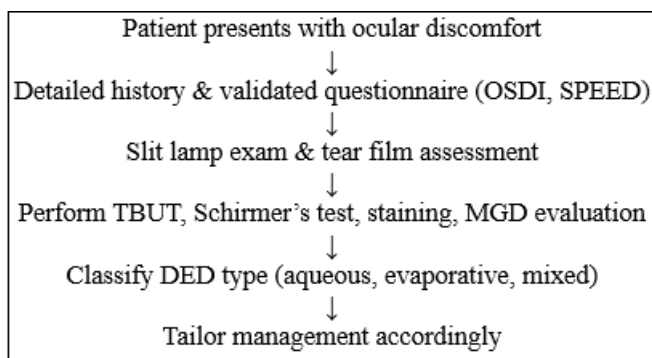 Patient presents with ocular discomfort
↓
Detailed history & validated questionnaire (OSDI, SPEED)
↓
Slit lamp exam & tear film assessment
↓
Perform TBUT, Schirmer’s test, staining, MGD evaluation
↓
Classify DED type (aqueous, evaporative, mixed)
↓
Tailor management accordingly